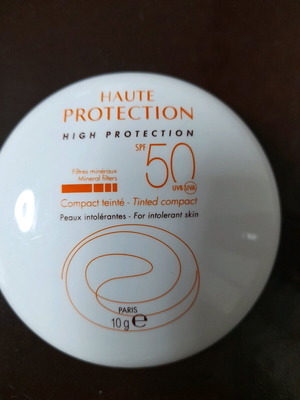 HAUTE
PROTECTION
HIGH PROTECTION
SPF 50
UVB UVA
Filtres minéraux
Mineral filters
Compact teinté - Tinted compact
Peaux intolérantes - For intolerant skin
PARIS
10 g e